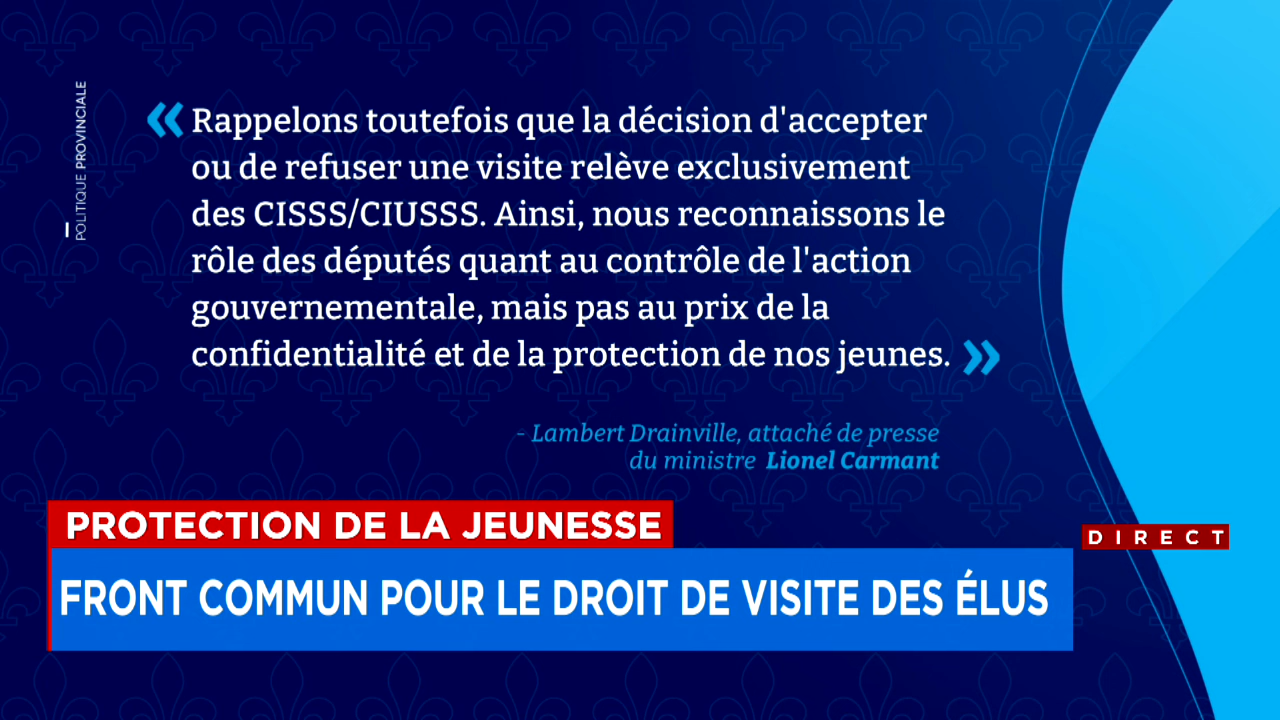 POLITIQUE PROVINCIALE
« Rappelons toutefois que la décision d'accepter
ou de refuser une visite relève exclusivement
des CISSS/CIUSSS. Ainsi, nous reconnaissons le
rôle des députés quant au contrôle de l'action
gouvernementale, mais pas au prix de la
confidentialité et de la protection de nos jeunes. »
- Lambert Drainville, attaché de presse
du ministre Lionel Carmant
PROTECTION DE LA JEUNESSE
DIRECT
FRONT COMMUN POUR LE DROIT DE VISITE DES ÉLUS